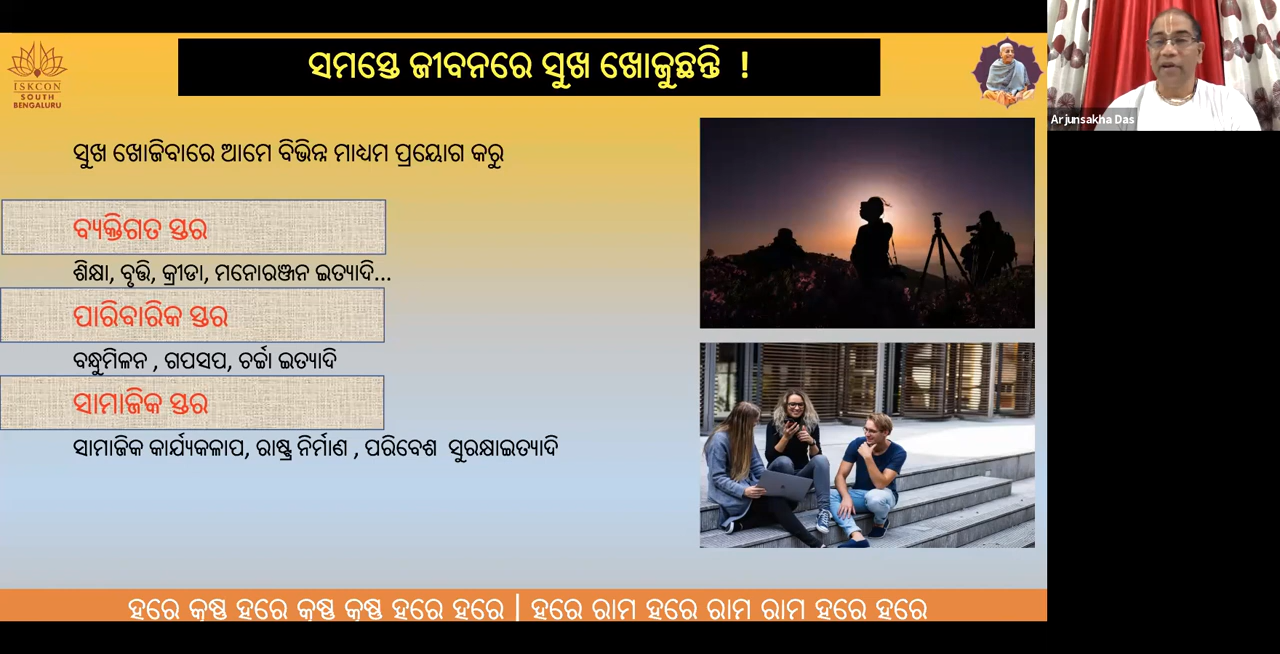 ସମସ୍ତେ ଜୀବନରେ ସୁଖ ଖୋଜୁଛନ୍ତି !
ISKCON
SOUTH
BENGALURU
Arjunsakha Das
ସୁଖ ଖୋଜିବାରେ ଆମେ ବିଭିନ୍ନ ମାଧ୍ୟମ ପ୍ରୟୋଗ କରୁ
ବ୍ୟକ୍ତିଗତ ସ୍ତର
ଶିକ୍ଷା, ବୃତ୍ତି, କ୍ରୀଡା, ମନୋରଞ୍ଜନ ଇତ୍ୟାଦି...
ପାରିବାରିକ ସ୍ତର
ବନ୍ଧୁମିଳନ , ଗପସପ, ଚର୍ଚ୍ଚା ଇତ୍ୟାଦି
ସାମାଜିକ ସ୍ତର
ସାମାଜିକ କାର୍ଯ୍ୟକଳାପ, ରାଷ୍ଟ୍ର ନିର୍ମାଣ , ପରିବେଶ ସୁରକ୍ଷାଇତ୍ୟାଦି
ହରେ କୃଷ୍ଣ ହରେ କୃଷ୍ଣ କୃଷ୍ଣ ହରେ ହରେ | ହରେ ରାମ ହରେ ରାମ ରାମ ହରେ ହରେ